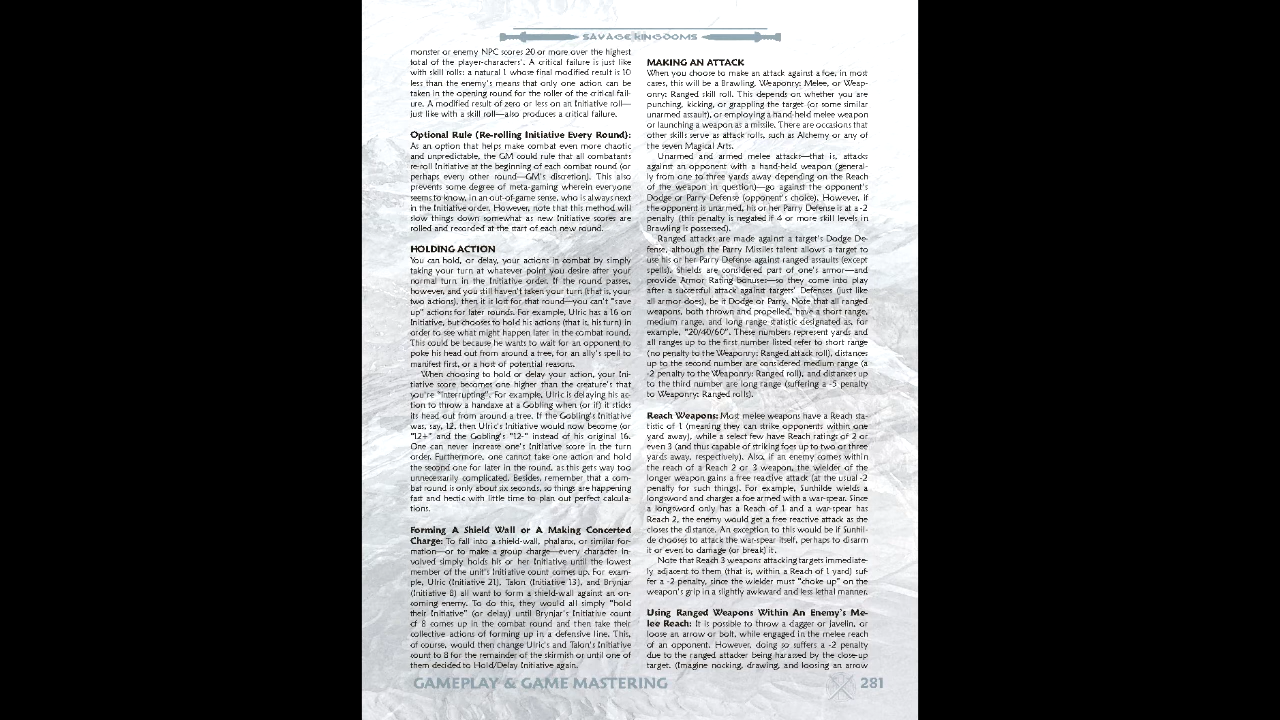 SAVAGE KINGDOMS
monster or enemy NPC scores 20 or more over the highest
total of the player-characters'. A critical failure is just like
with skill rolls: a natural 1 whose final modified result is 10
less than the enemy's means that only one action can be
taken in the opening round for the roller of the critical fail-
ure. A modified result of zero or less on an Initiative roll—
just like with a skill roll—also produces a critical failure.
Optional Rule (Re-rolling Initiative Every Round):
As an option that helps make combat even more chaotic
and unpredictable, the GM could rule that all combatants
re-roll Initiative at the beginning of each combat round (or
perhaps every other round—GM's discretion). This also
prevents some degree of meta-gaming wherein everyone
seems to know, in an out-of-game sense, who is always next
in the Initiative order. However, note that this method will
slow things down somewhat as new Initiative scores are
rolled and recorded at the start of each new round.
HOLDING ACTION
You can hold, or delay, your actions in combat by simply
taking your turn at whatever point you desire after your
normal turn in the Initiative order. If the round passes,
however, and you still haven't taken your turn (that is, your
two actions), then it is lost for that round—you can't "save
up" actions for later rounds. For example, Ulric has a 16 on
Initiative, but chooses to hold his actions (that it, his turn) in
order to see what might happen later in the combat round.
This could be because he wants to wait for an opponent to
poke his head out from around a tree, for an ally's spell to
manifest first, or a host of potential reasons.
When choosing to hold or delay your action, your Ini-
tiative score becomes one higher than the creature's that
you're "interrupting". For example, Ulric is delaying his ac-
tion to throw a handaxe at a Gobling when (or if) it sticks
its head out from around a tree. If the Gobling's Initiative
was, say, 12, then Ulric's Initiative would now become (or
"12+" and the Gobling's "12-" instead of his original 16.
One can never increase one's Initiative score in the turn
order. Furthermore, one cannot take one action and hold
the second one for later in the round, as this gets way too
unnecessarily complicated. Besides, remember that a com-
bat round is only about six seconds, so things are happening
fast and hectic with little time to plan out perfect calcula-
tions.
Forming A Shield Wall or A Making Concerted
Charge: To fall into a shield-wall, phalanx, or similar for-
mation—or to make a group charge—every character in-
volved simply holds his or her Initiative until the lowest
member of the unit's Initiative count comes up. For exam-
ple, Ulric (Initiative 21), Talon (Initiative 13), and Brynjar
(Initiative 8) all want to form a shield-wall against an on-
coming enemy. To do this, they would all simply "hold
their Initiative" (or delay) until Brynjar's Initiative count
of 8 comes up in the combat round and then take their
collective actions of forming up in a defensive line. This,
of course, would then change Ulric's and Talon's Initiative
count to 8 for the remainder of the skirmish or until one of
them decided to Hold/Delay Initiative again.
MAKING AN ATTACK
When you choose to make an attack against a foe, in most
cases, this will be a Brawling, Weaponry: Melee, or Weap-
onry: Ranged skill roll. This depends on whether you are
punching, kicking, or grappling the target (or some similar
unarmed assault), or employing a hand-held melee weapon
or launching a weapon as a missile. There are occasions that
other skills serve as attack rolls, such as Alchemy or any of
the seven Magical Arts.
Unarmed and armed melee attacks—that is, attacks
against an opponent with a hand-held weapon (general-
ly from one to three yards away depending on the Reach
of the weapon in question)—go against the opponent's
Dodge or Parry Defense (opponent's choice). However, if
the opponent is unarmed, his or her Parry Defense is at a -2
penalty (this penalty is negated if 4 or more skill levels in
Brawling is possessed).
Ranged attacks are made against a target's Dodge De-
fense, although the Parry Missiles talent allows a target to
use his or her Parry Defense against ranged assaults (except
spells). Shields are considered part of one's armor—and
provide Armor Rating bonuses—so they come into play
after a successful attack against targets' Defenses (just like
all armor does), be it Dodge or Parry. Note that all ranged
weapons, both thrown and propelled, have a short range,
medium range, and long range statistic designated as, for
example, "20/40/60". These numbers represent yards and
all ranges up to the first number listed refer to short range
(no penalty to the Weaponry: Ranged attack roll), distances
up to the second number are considered medium range (a
-2 penalty to the Weaponry: Ranged roll), and distances up
to the third number are long range (suffering a -5 penalty
to Weaponry: Ranged rolls).
Reach Weapons: Most melee weapons have a Reach sta-
tistic of 1 (meaning they can strike opponents within one
yard away), while a select few have Reach ratings of 2 or
even 3 (and thus capable of striking foes up to two or three
yards away, respectively). Also, if an enemy comes within
the reach of a Reach 2 or 3 weapon, the wielder of the
longer weapon gains a free reactive attack (at the usual -2
penalty for such things). For example, Sunhilde wields a
longsword and charges a foe armed with a war-spear. Since
a longsword only has a Reach of 1 and a war-spear has
Reach 2, the enemy would get a free reactive attack as she
closes the distance. An exception to this would be if Sunhil-
de chooses to attack the war-spear itself, perhaps to disarm
it or even to damage (or break) it.
Note that Reach 3 weapons attacking targets immediate-
ly adjacent to them (that is, within a Reach of 1 yard) suf-
fer a -2 penalty, since the wielder must "choke up" on the
weapon's grip in a slightly awkward and less lethal manner.
Using Ranged Weapons Within An Enemy's Me-
lee Reach: It is possible to throw a dagger or javelin, or
loose an arrow or bolt, while engaged in the melee reach
of an opponent. However, doing so suffers a -2 penalty
due to the ranged attacker being harassed by the close-up
target. (Imagine nocking, drawing, and loosing an arrow
GAMEPLAY & GAME MASTERING
281